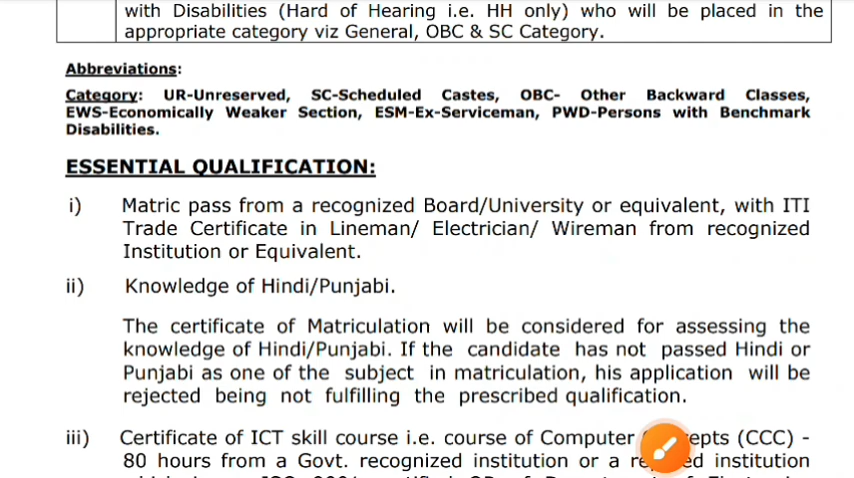 with Disabilities (Hard of Hearing i.e. HH only) who will be placed in the
appropriate category viz General, OBC & SC Category.
Abbreviations:
Category: UR-Unreserved, SC-Scheduled Castes, OBC- Other Backward Classes,
EWS-Economically Weaker Section, ESM-Ex-Serviceman, PWD-Persons with Benchmark
Disabilities.
ESSENTIAL QUALIFICATION:
i) Matric pass from a recognized Board/University or equivalent, with ITI
Trade Certificate in Lineman/ Electrician/ Wireman from recognized
Institution or Equivalent.
ii) Knowledge of Hindi/Punjabi.
The certificate of Matriculation will be considered for assessing the
knowledge of Hindi/Punjabi. If the candidate has not passed Hindi or
Punjabi as one of the subject in matriculation, his application will be
rejected being not fulfilling the prescribed qualification.
iii) Certificate of ICT skill course i.e. course of Computer (CCC) -
80 hours from a Govt. recognized institution or a institution